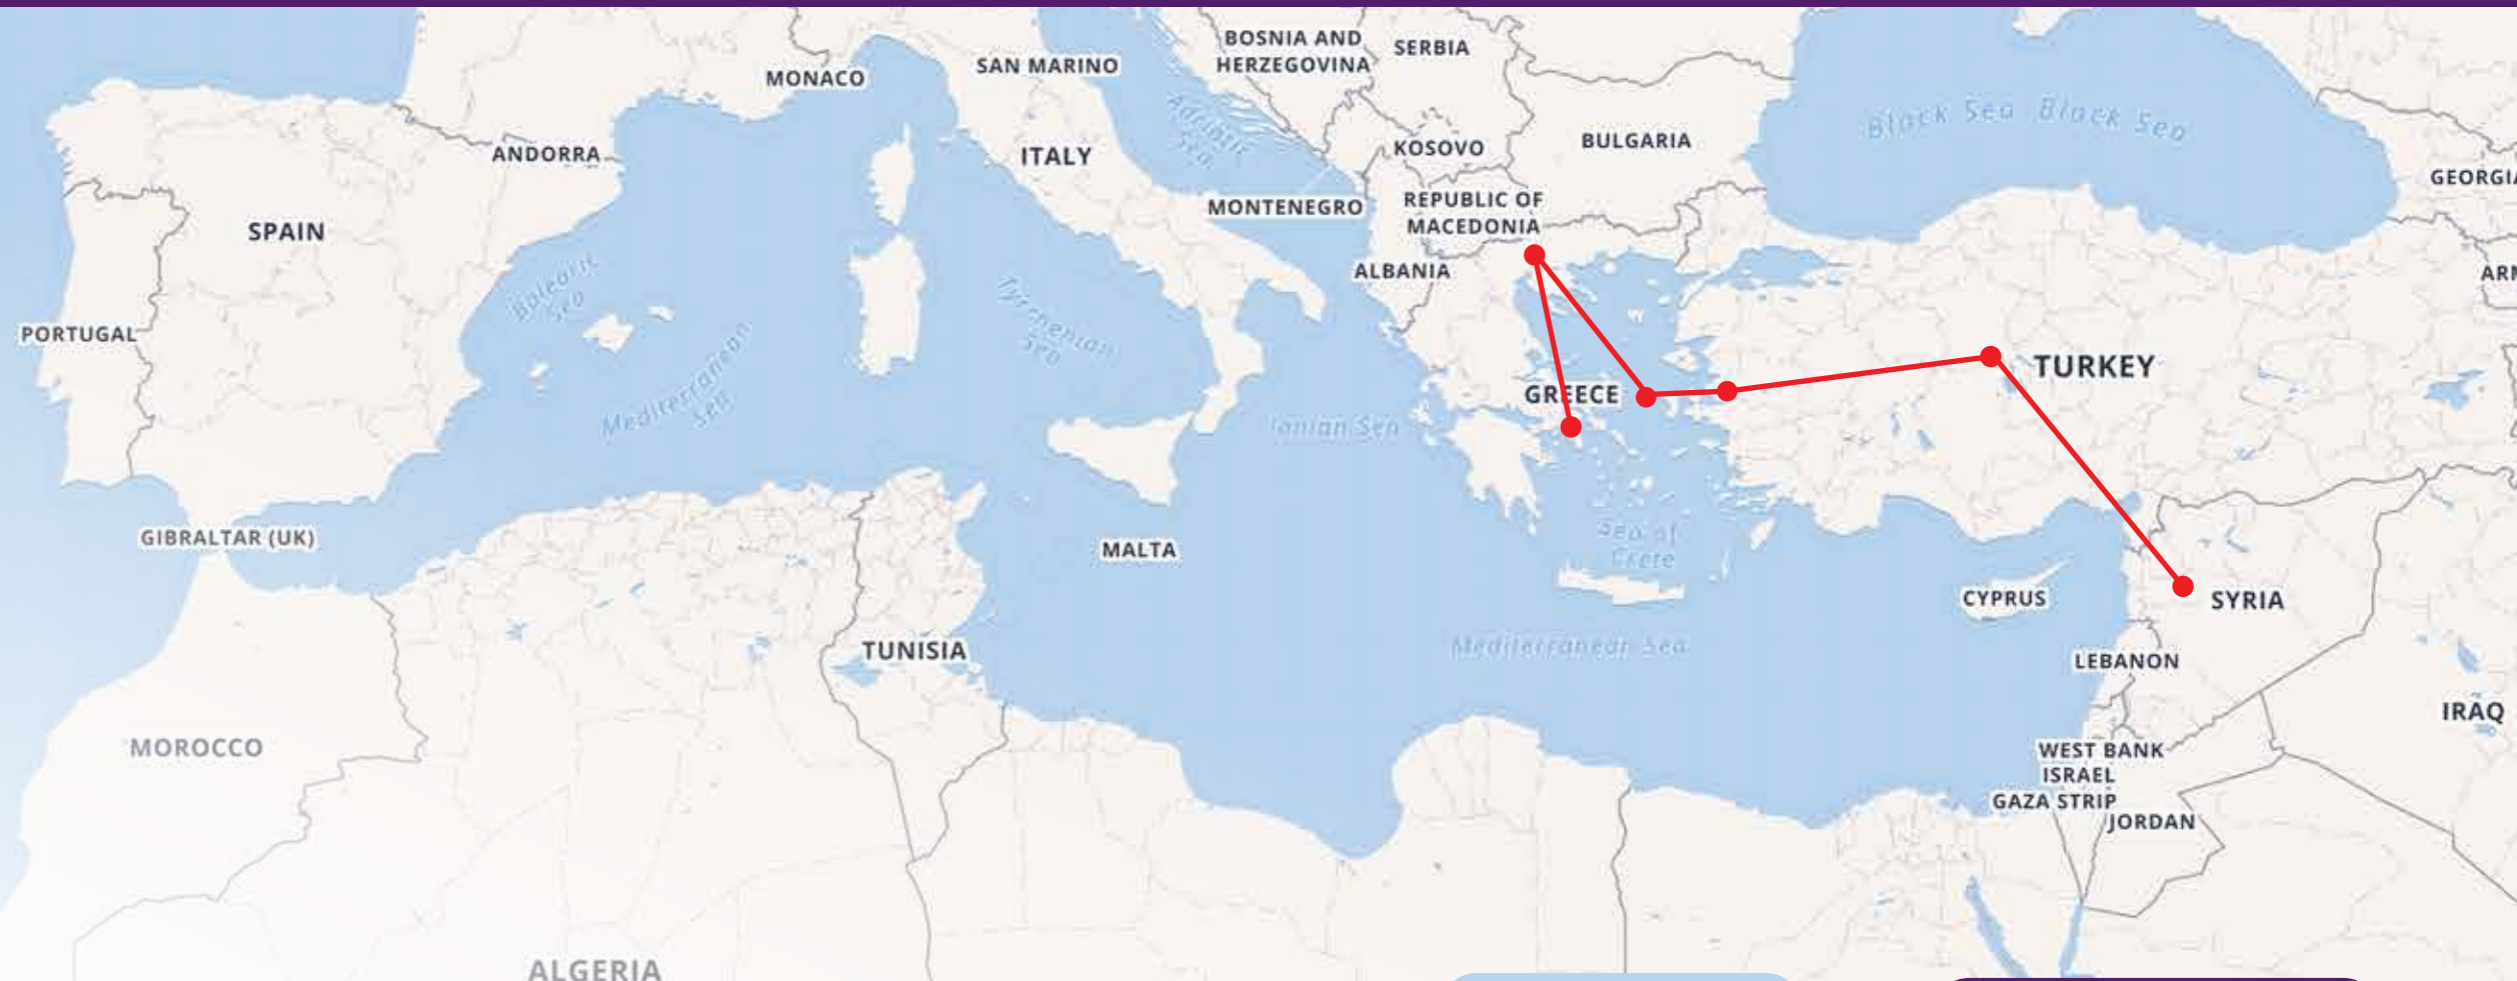 BOSNIA AND
HERZEGOVINA
SERBIA
SAN MARINO
MONACO
Adriatic
Sea
Black Sea Black Sea
BULGARIA
KOSOVO
ANDORRA
ITALY
GEORGIA
REPUBLIC OF
MACEDONIA
MONTENEGRO
SPAIN
ALBANIA
ARM
Balearic
Sea
Tyrrhenian
Sea
PORTUGAL
Mediterranean
Sea
TURKEY
GREECE
Ionian Sea
GIBRALTAR (UK)
MALTA
Sea of
Crete
CYPRUS
SYRIA
TUNISIA
Mediterranean Sea
LEBANON
IRAQ
MOROCCO
WEST BANK
ISRAEL
GAZA STRIP
JORDAN
ALGERIA